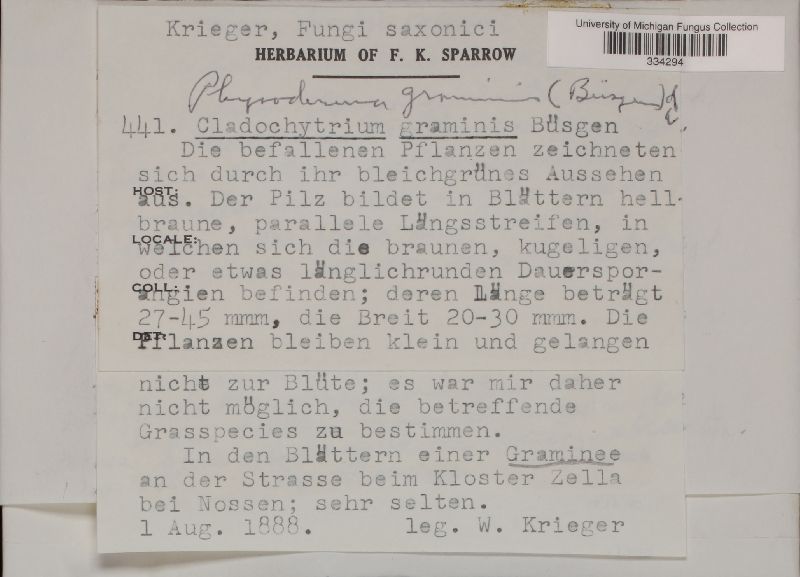 University of Michigan Fungus Collection
334294
Krieger, Fungi saxonici
HERBARIUM OF F. K. SPARROW
Physoderma graminis (Büsgen) de
441. Cladochytrium graminis Büsgen
Die befallenen Pflanzen zeichneten
sich durch ihr bleichgrünes Aussehen
HOST:
aus. Der Pilz bildet in Blättern hell-
braune, parallele Längsstreifen, in
LOCALE:
welchen sich die braunen, kugeligen,
oder etwas länglichrunden Dauerspor-
COLL.:
angien befinden; deren Länge beträgt
27-45 mmm, die Breit 20-30 mmm. Die
DET.:
Pflanzen bleiben klein und gelangen
nicht zur Blüte; es war mir daher
nicht möglich, die betreffende
Grasspecies zu bestimmen.
In den Blättern einer Graminee
an der Strasse beim Kloster Zella
bei Nossen; sehr selten.
1 Aug. 1888. leg. W. Krieger